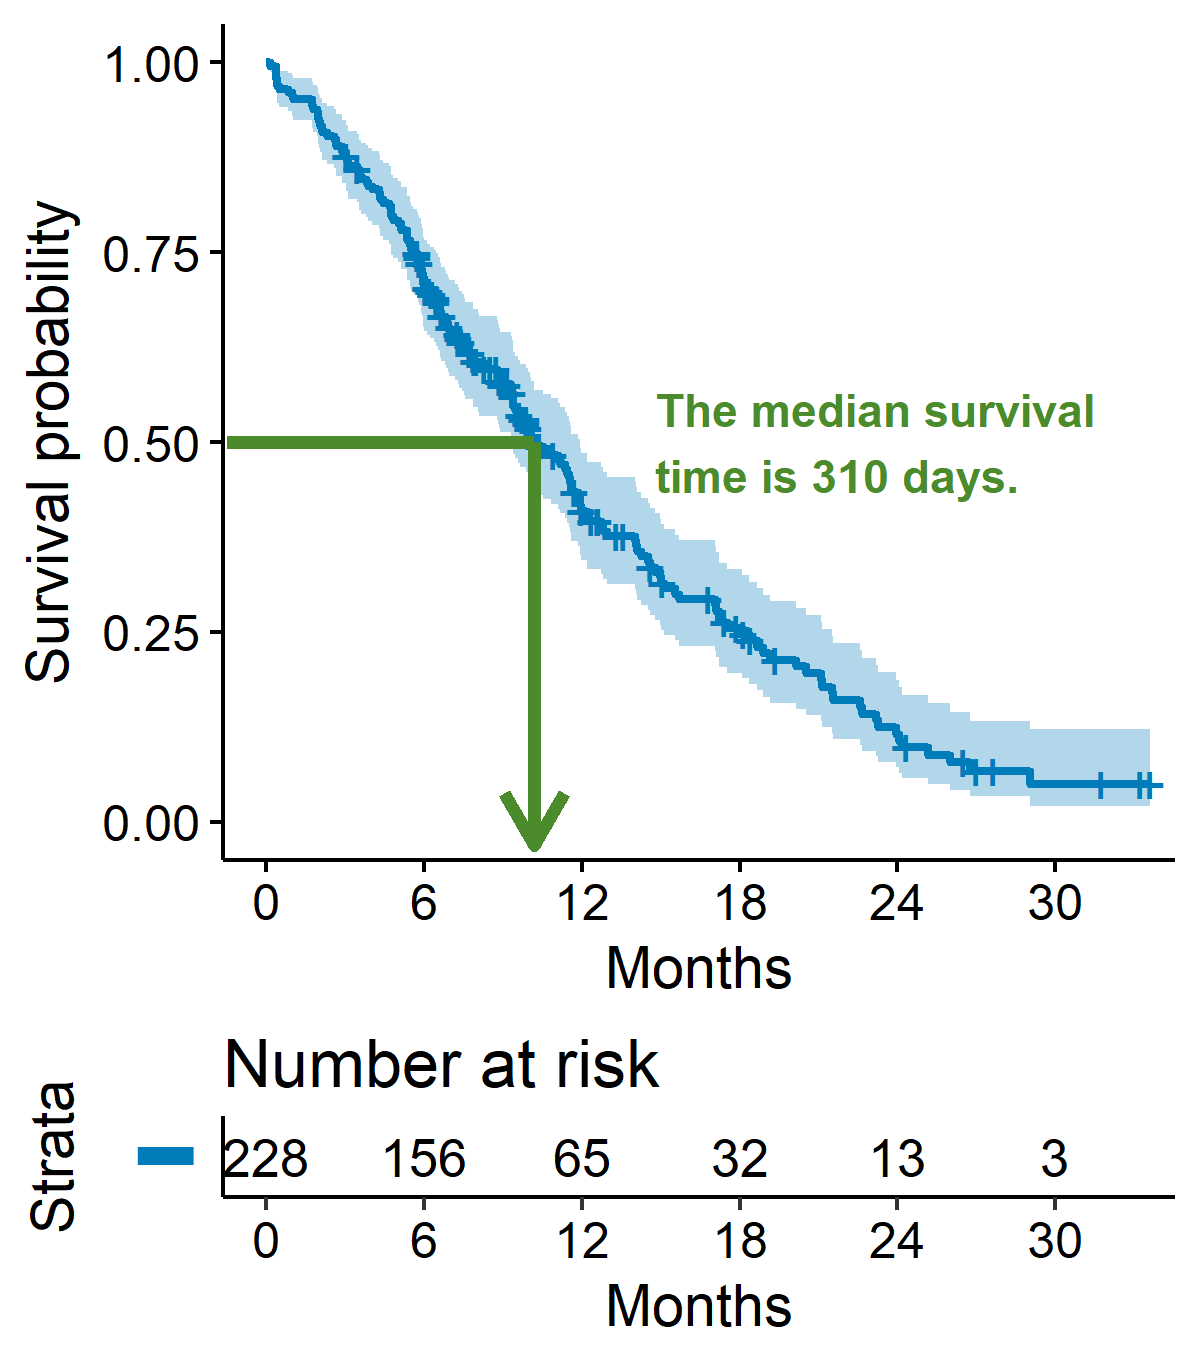 Survival probability
1.00
0.75
0.50
0.25
0.00
The median survival
time is 310 days.
0 6 12 18 24 30
Months
Number at risk
Strata
228 156 65 32 13 3
0 6 12 18 24 30
Months